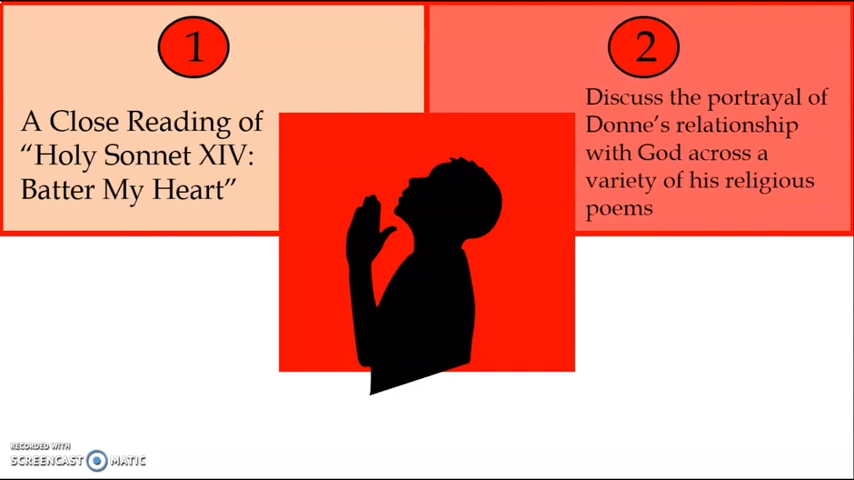 1
A Close Reading of
“Holy Sonnet XIV:
Batter My Heart”
2
Discuss the portrayal of
Donne’s relationship
with God across a
variety of his religious
poems
RECORDED WITH
SCREENCAST MATIC